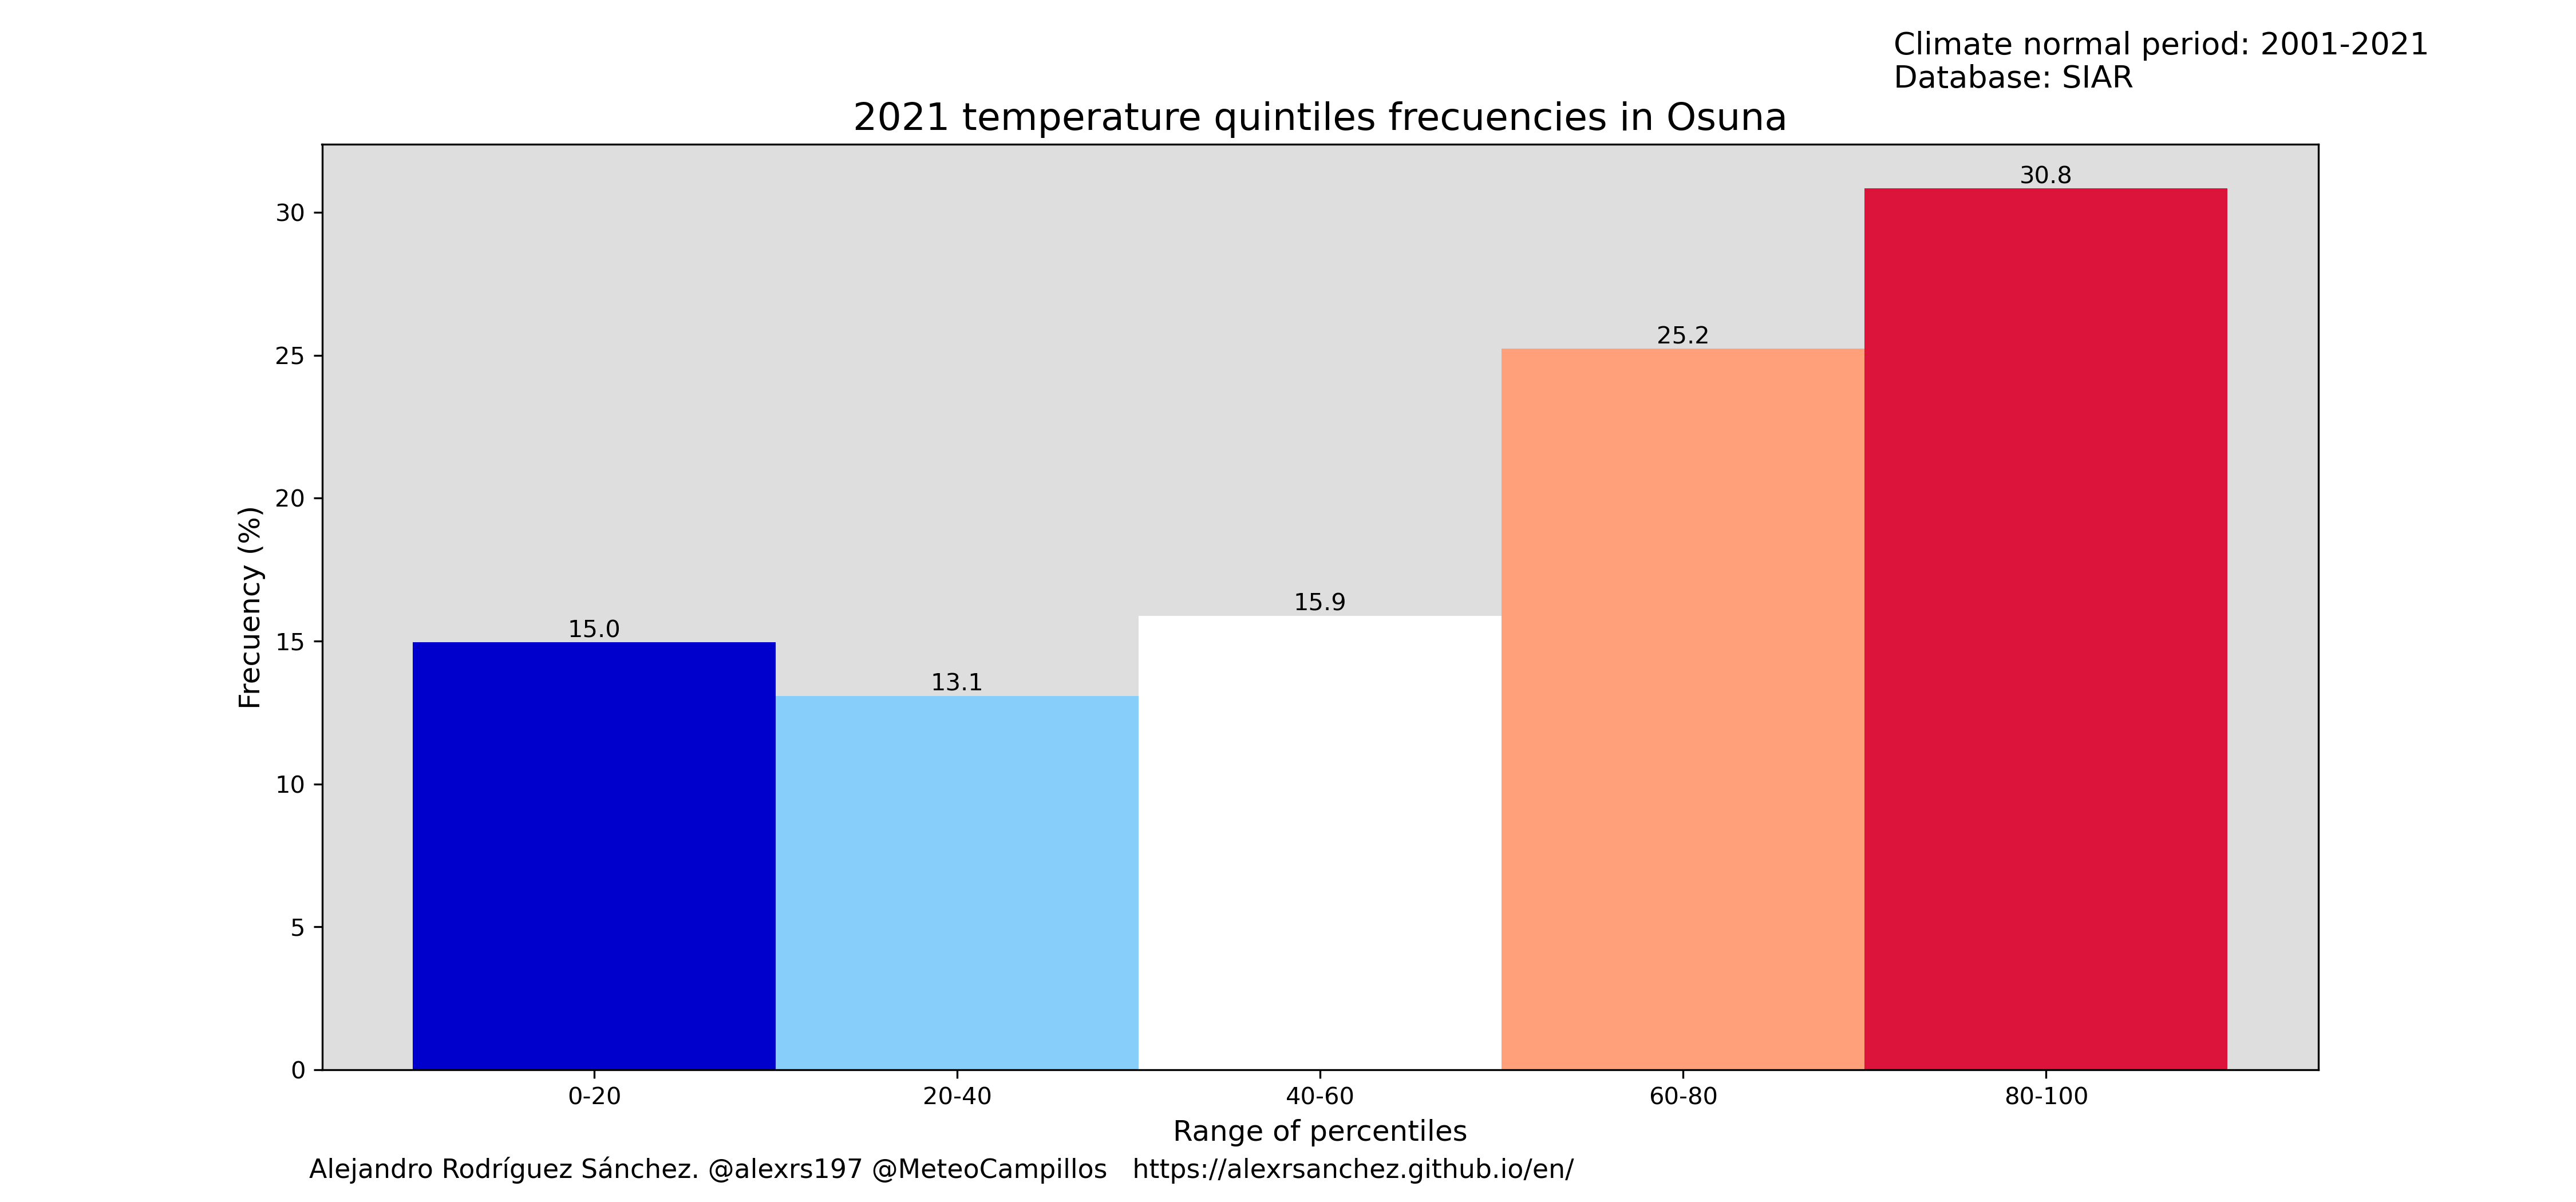 Climate normal period: 2001-2021
Database: SIAR
2021 temperature quintiles frecuencies in Osuna
30.8
30
25.2
25
20
15.9
15.0
15
13.1
10
5
0
Frecuency (%)
0-20 20-40 40-60 60-80 80-100
Range of percentiles
Alejandro Rodríguez Sánchez. @alexrs197 @MeteoCampillos https://alexrsanchez.github.io/en/